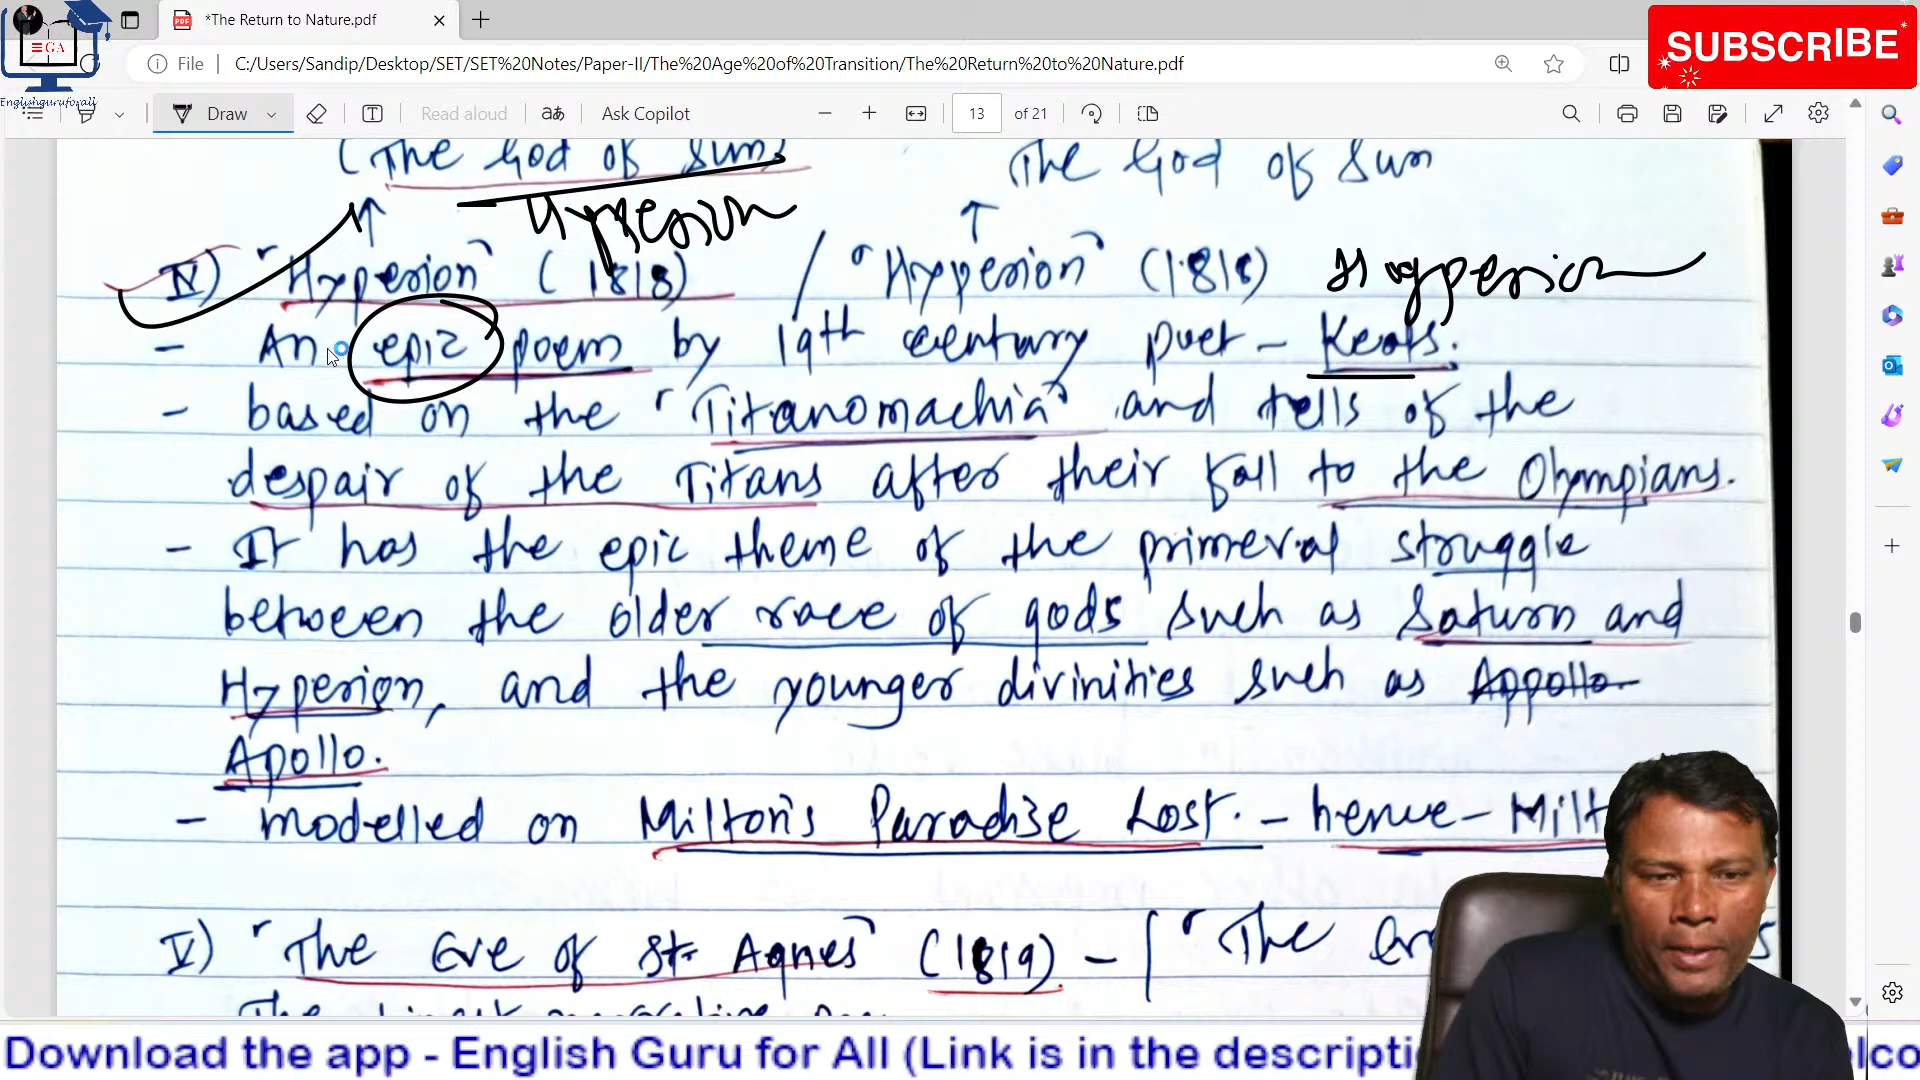 *The Return to Nature.pdf
SUBSCRIBE
GA
Englishguruforall
File C:/Users/Sandip/Desktop/SET/SET%20Notes/Paper-II/The%20Age%20of%20Transition/The%20Return%20to%20Nature.pdf
Draw Read aloud Ask Copilot 13 of 21
(The God of Sun) The God of Sun
Hyperion
IV) "Hyperion" (1818) / "Hyperion" (1818) Hyperion
- An epic poem by 19th century poet - Keats.
- based on the "Titanomachia" and tells of the
despair of the Titans after their fall to the Olympians.
- It has the epic theme of the primeval struggle
between the older race of gods such as Saturn and
Hyperion, and the younger divinities such as Appollo
Apollo.
- modelled on Milton's Paradise Lost. - hence - Milt
V) "The Eve of St. Agnes" (1819) - / "The
The
Download the app - English Guru for All (Link is in the descripti lco